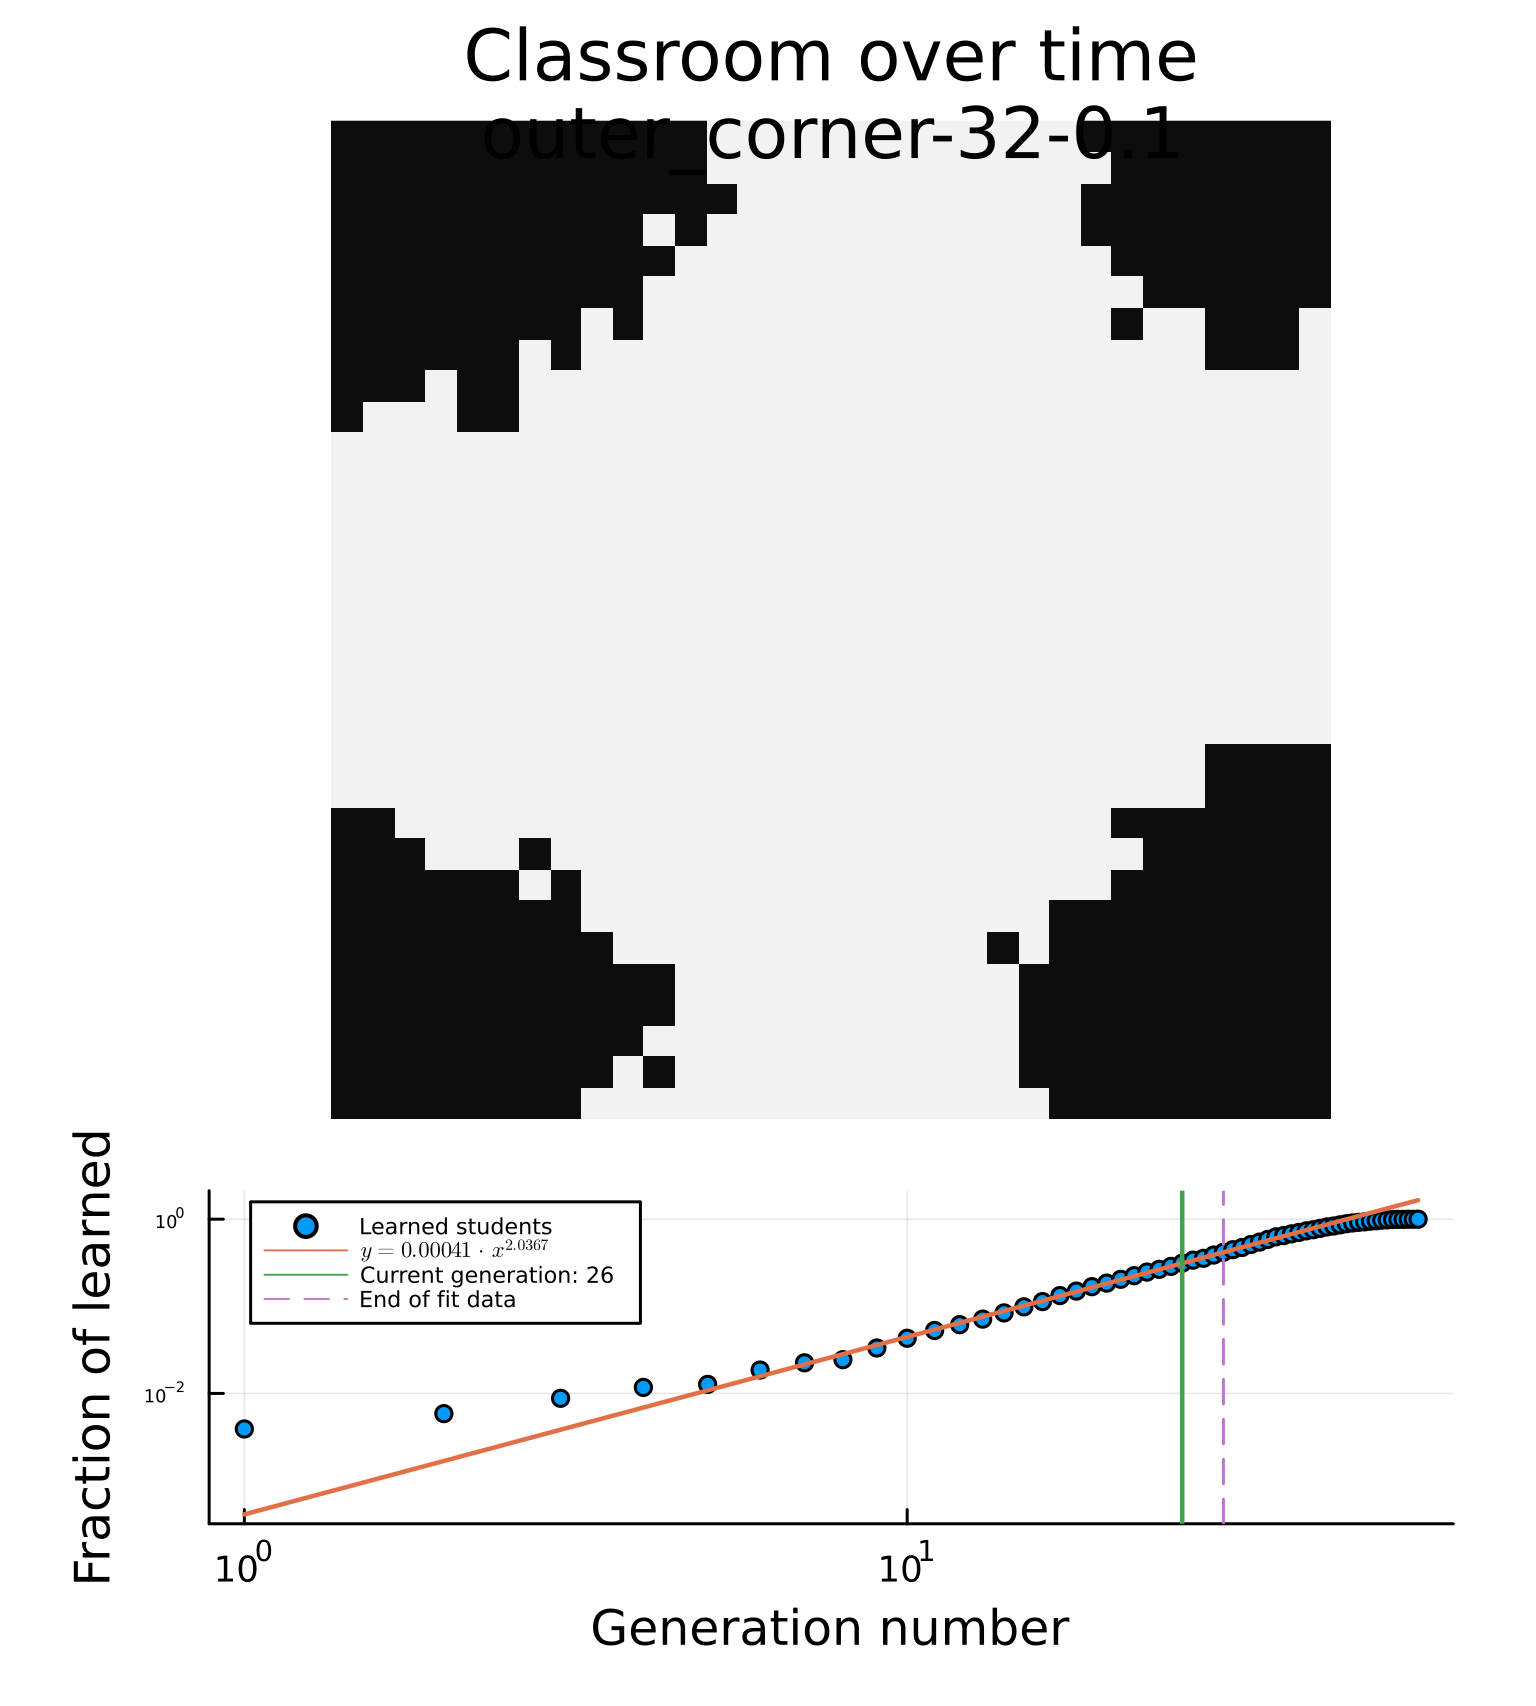 Classroom over time
outer_corner-32-0.1
Fraction of learned
10^0
10^−2
Learned students
y = 0.00041 · x^2.0367
Current generation: 26
End of fit data
10^0
10^1
Generation number